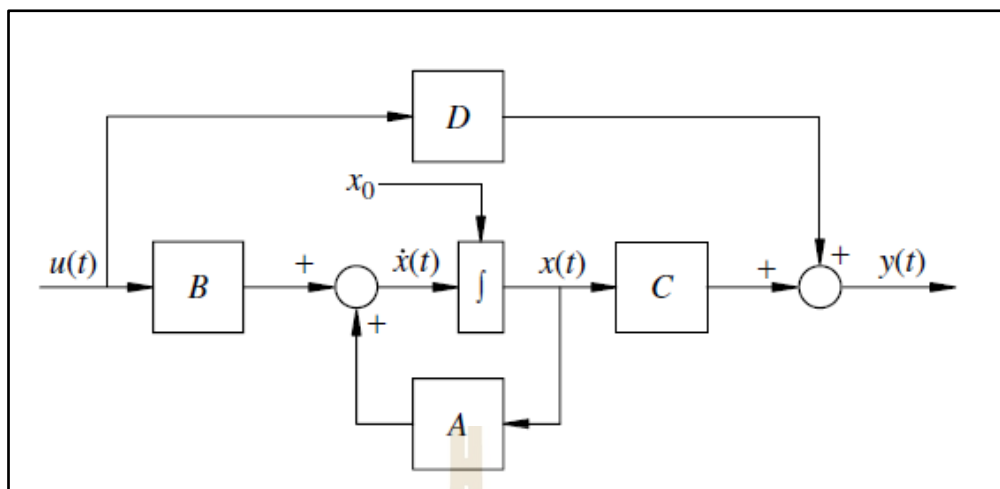 D
x₀
u(t)
B
+
ẋ(t)
∫
x(t)
C
+
+
y(t)
+
A